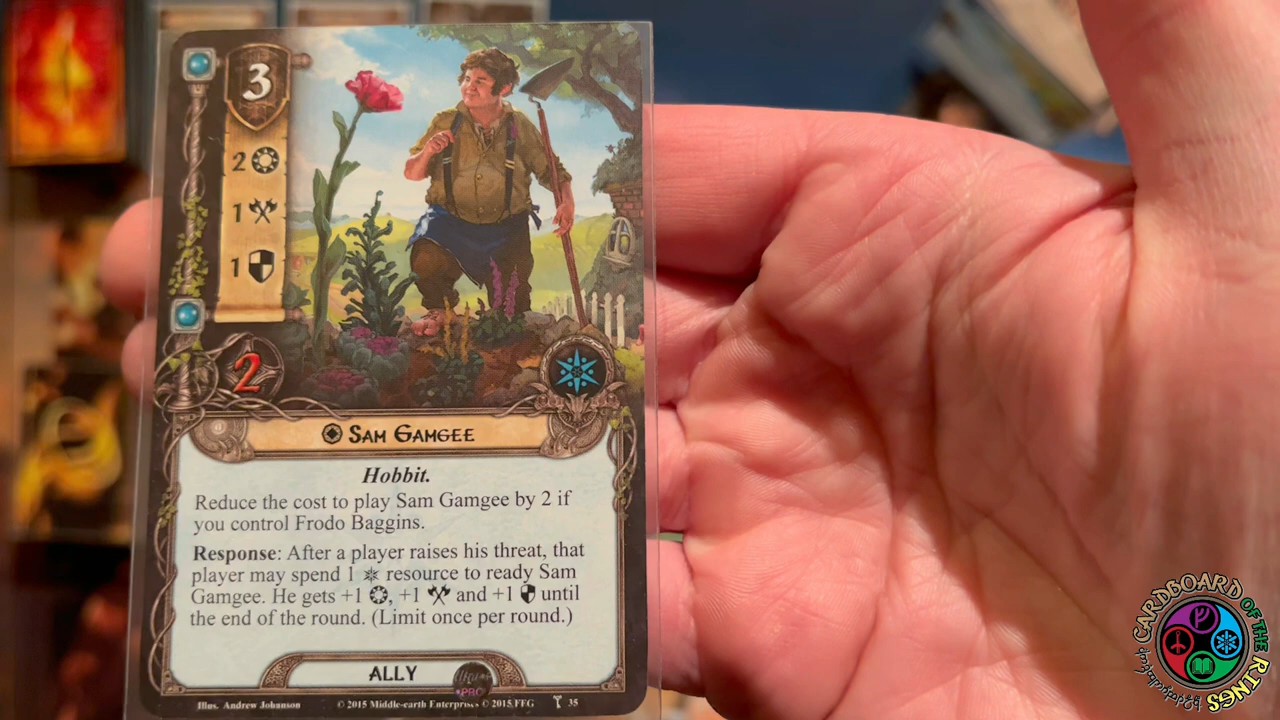 3
2
1
1
2
SAM GAMGEE
Hobbit.
Reduce the cost to play Sam Gamgee by 2 if
you control Frodo Baggins.
Response: After a player raises his threat, that
player may spend 1 resource to ready Sam
Gamgee. He gets +1 , +1 and +1 until
the end of the round. (Limit once per round.)
ALLY
PRO
Illus. Andrew Johanson © 2015 Middle-earth Enterprises © 2015 FFG 35
CARDBOARD OF THE RINGS